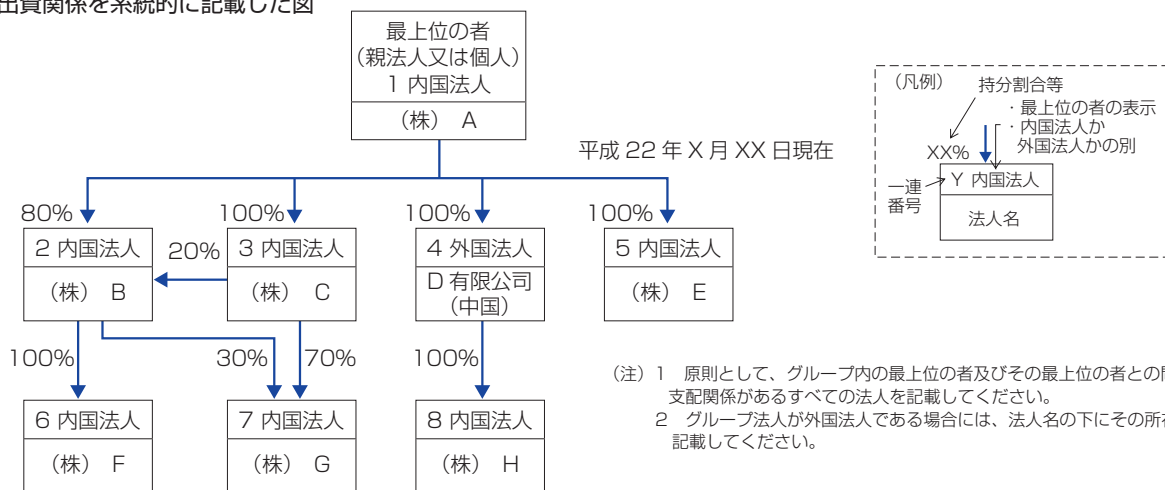 出資関係を系統的に記載した図
最上位の者
(親法人又は個人)
1 内国法人
(株) A
平成 22 年 X 月 XX 日現在
(凡例)
持分割合等
・最上位の者の表示
・内国法人か
外国法人かの別
XX%
一連
番号
Y 内国法人
法人名
80%
100%
100%
100%
2 内国法人
(株) B
20%
3 内国法人
(株) C
4 外国法人
D 有限公司
(中国)
5 内国法人
(株) E
100%
30%
70%
100%
6 内国法人
(株) F
7 内国法人
(株) G
8 内国法人
(株) H
(注) 1 原則として、グループ内の最上位の者及びその最上位の者との
支配関係があるすべての法人を記載してください。
2 グループ法人が外国法人である場合には、法人名の下にその所
記載してください。